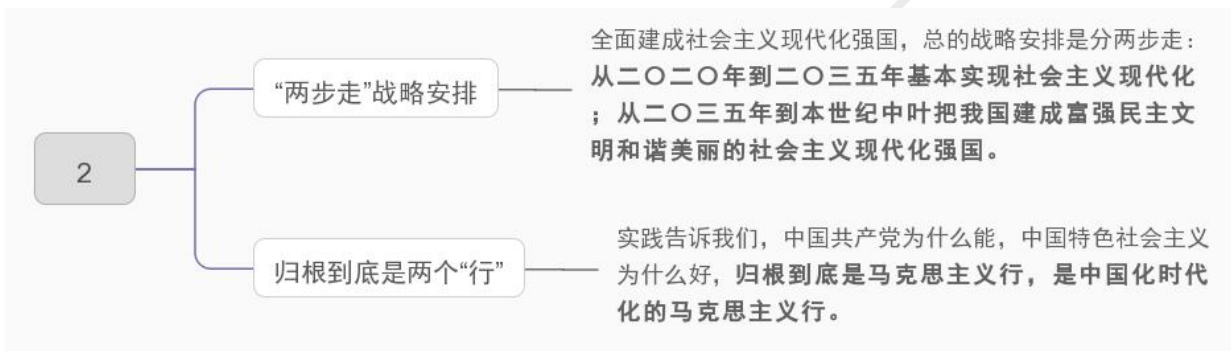 2
“两步走”战略安排
全面建成社会主义现代化强国，总的战略安排是分两步走：
从二〇二〇年到二〇三五年基本实现社会主义现代化
；从二〇三五年到本世纪中叶把我国建成富强民主文
明和谐美丽的社会主义现代化强国。
归根到底是两个“行”
实践告诉我们，中国共产党为什么能，中国特色社会主义
为什么好，归根到底是马克思主义行，是中国化时代
化的马克思主义行。